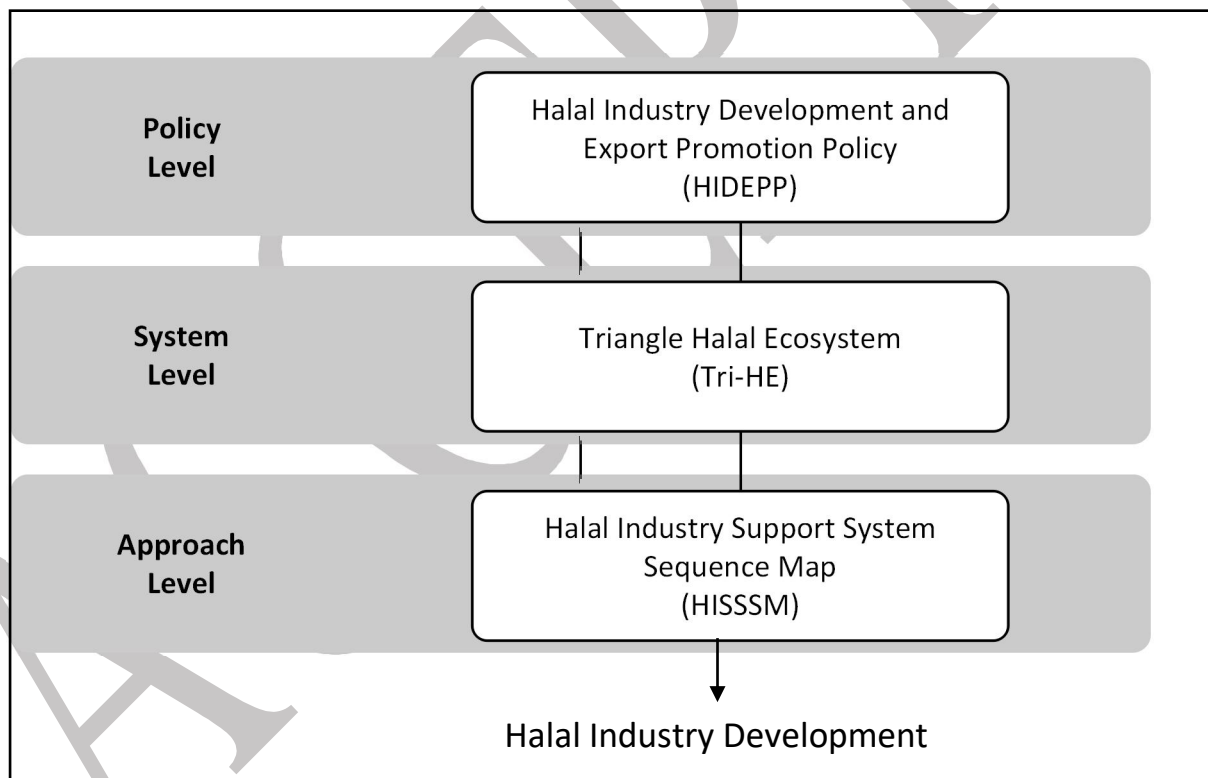 Policy
Level
Halal Industry Development and
Export Promotion Policy
(HIDEPP)
System
Level
Triangle Halal Ecosystem
(Tri-HE)
Approach
Level
Halal Industry Support System
Sequence Map
(HISSSM)
Halal Industry Development